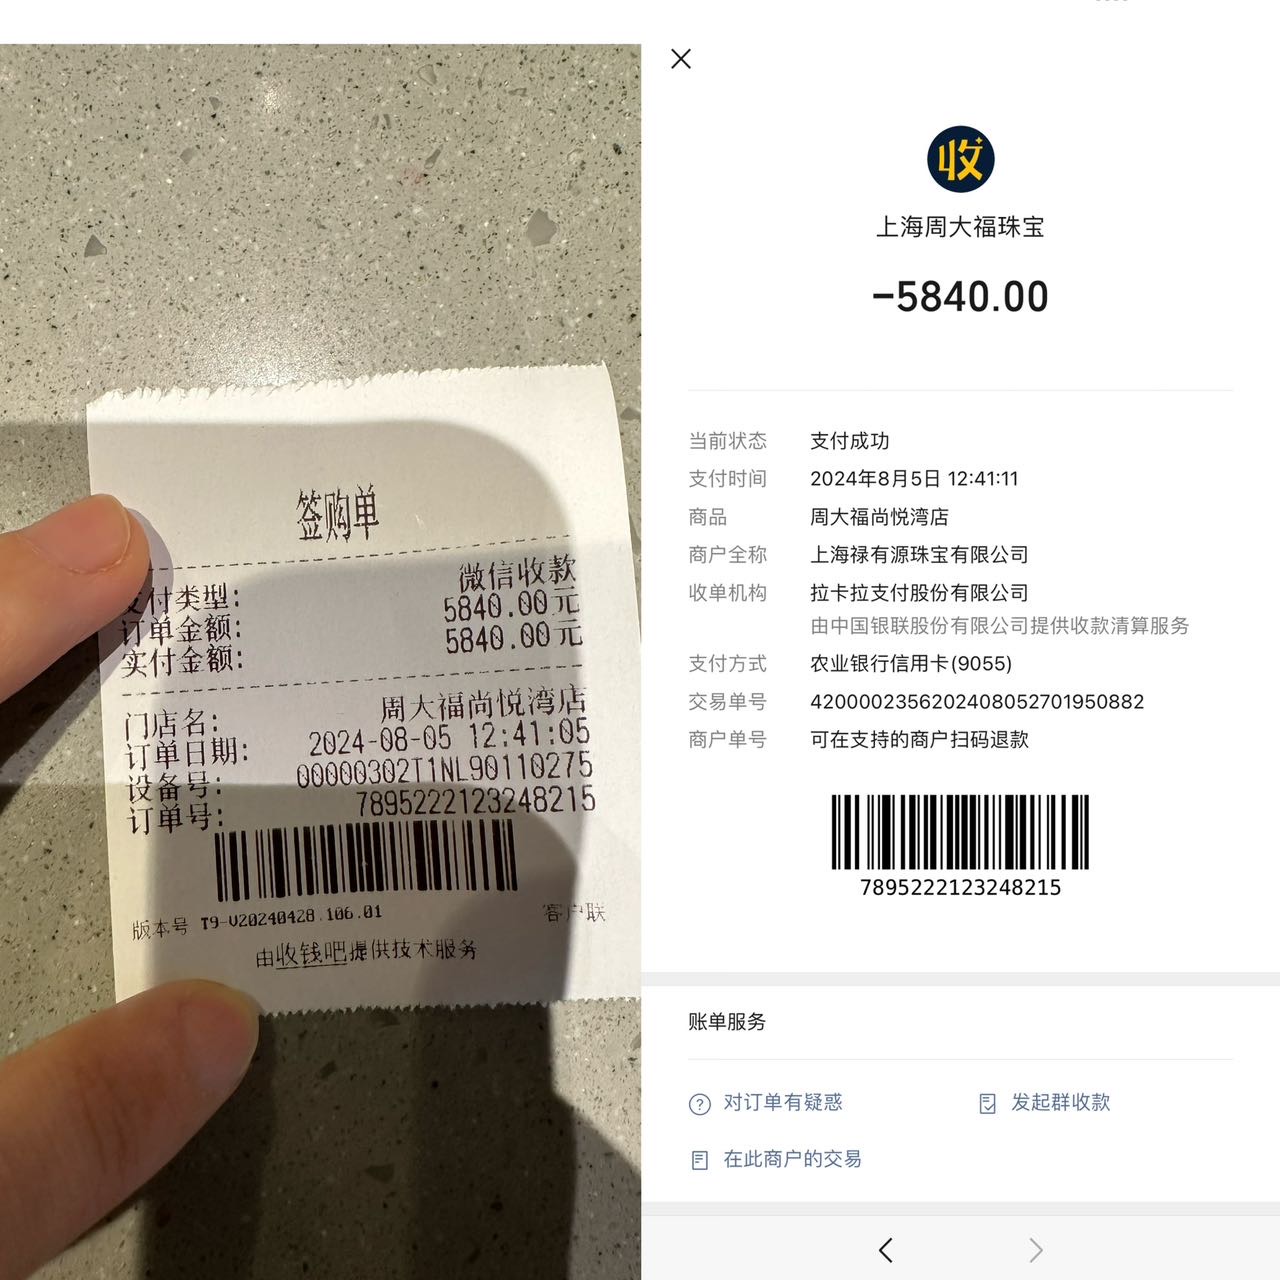 签购单
支付类型: 微信收款
订单金额: 5840.00元
实付金额: 5840.00元
门店名: 周大福尚悦湾店
订单日期: 2024-08-05 12:41:05
设备号: 00000302T1NL90110275
订单号: 7895222123248215
版本号 T9-V20240428.106.01 客户联
由收钱吧提供技术服务
收
上海周大福珠宝
-5840.00
当前状态 支付成功
支付时间 2024年8月5日 12:41:11
商品 周大福尚悦湾店
商户全称 上海禄有源珠宝有限公司
收单机构 拉卡拉支付股份有限公司
由中国银联股份有限公司提供收款清算服务
支付方式 农业银行信用卡(9055)
交易单号 4200002356202408052701950882
商户单号 可在支持的商户扫码退款
7895222123248215
账单服务
对订单有疑惑 发起群收款
在此商户的交易